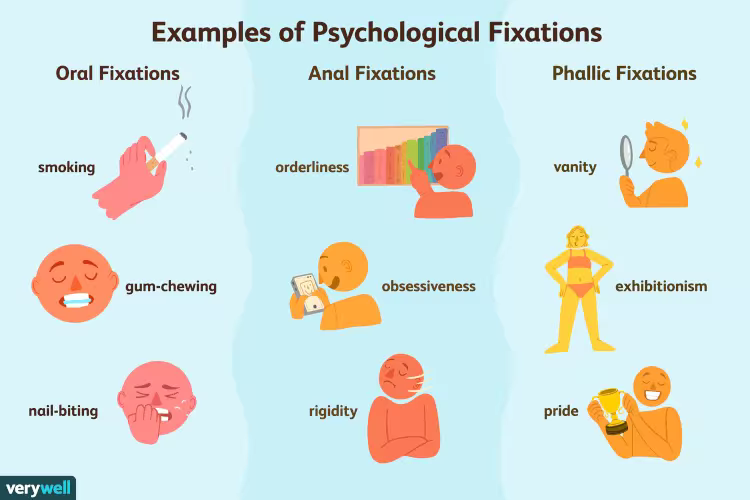 Examples of Psychological Fixations
Oral Fixations
smoking
gum-chewing
nail-biting
Anal Fixations
orderliness
obsessiveness
rigidity
Phallic Fixations
vanity
exhibitionism
pride
verywell